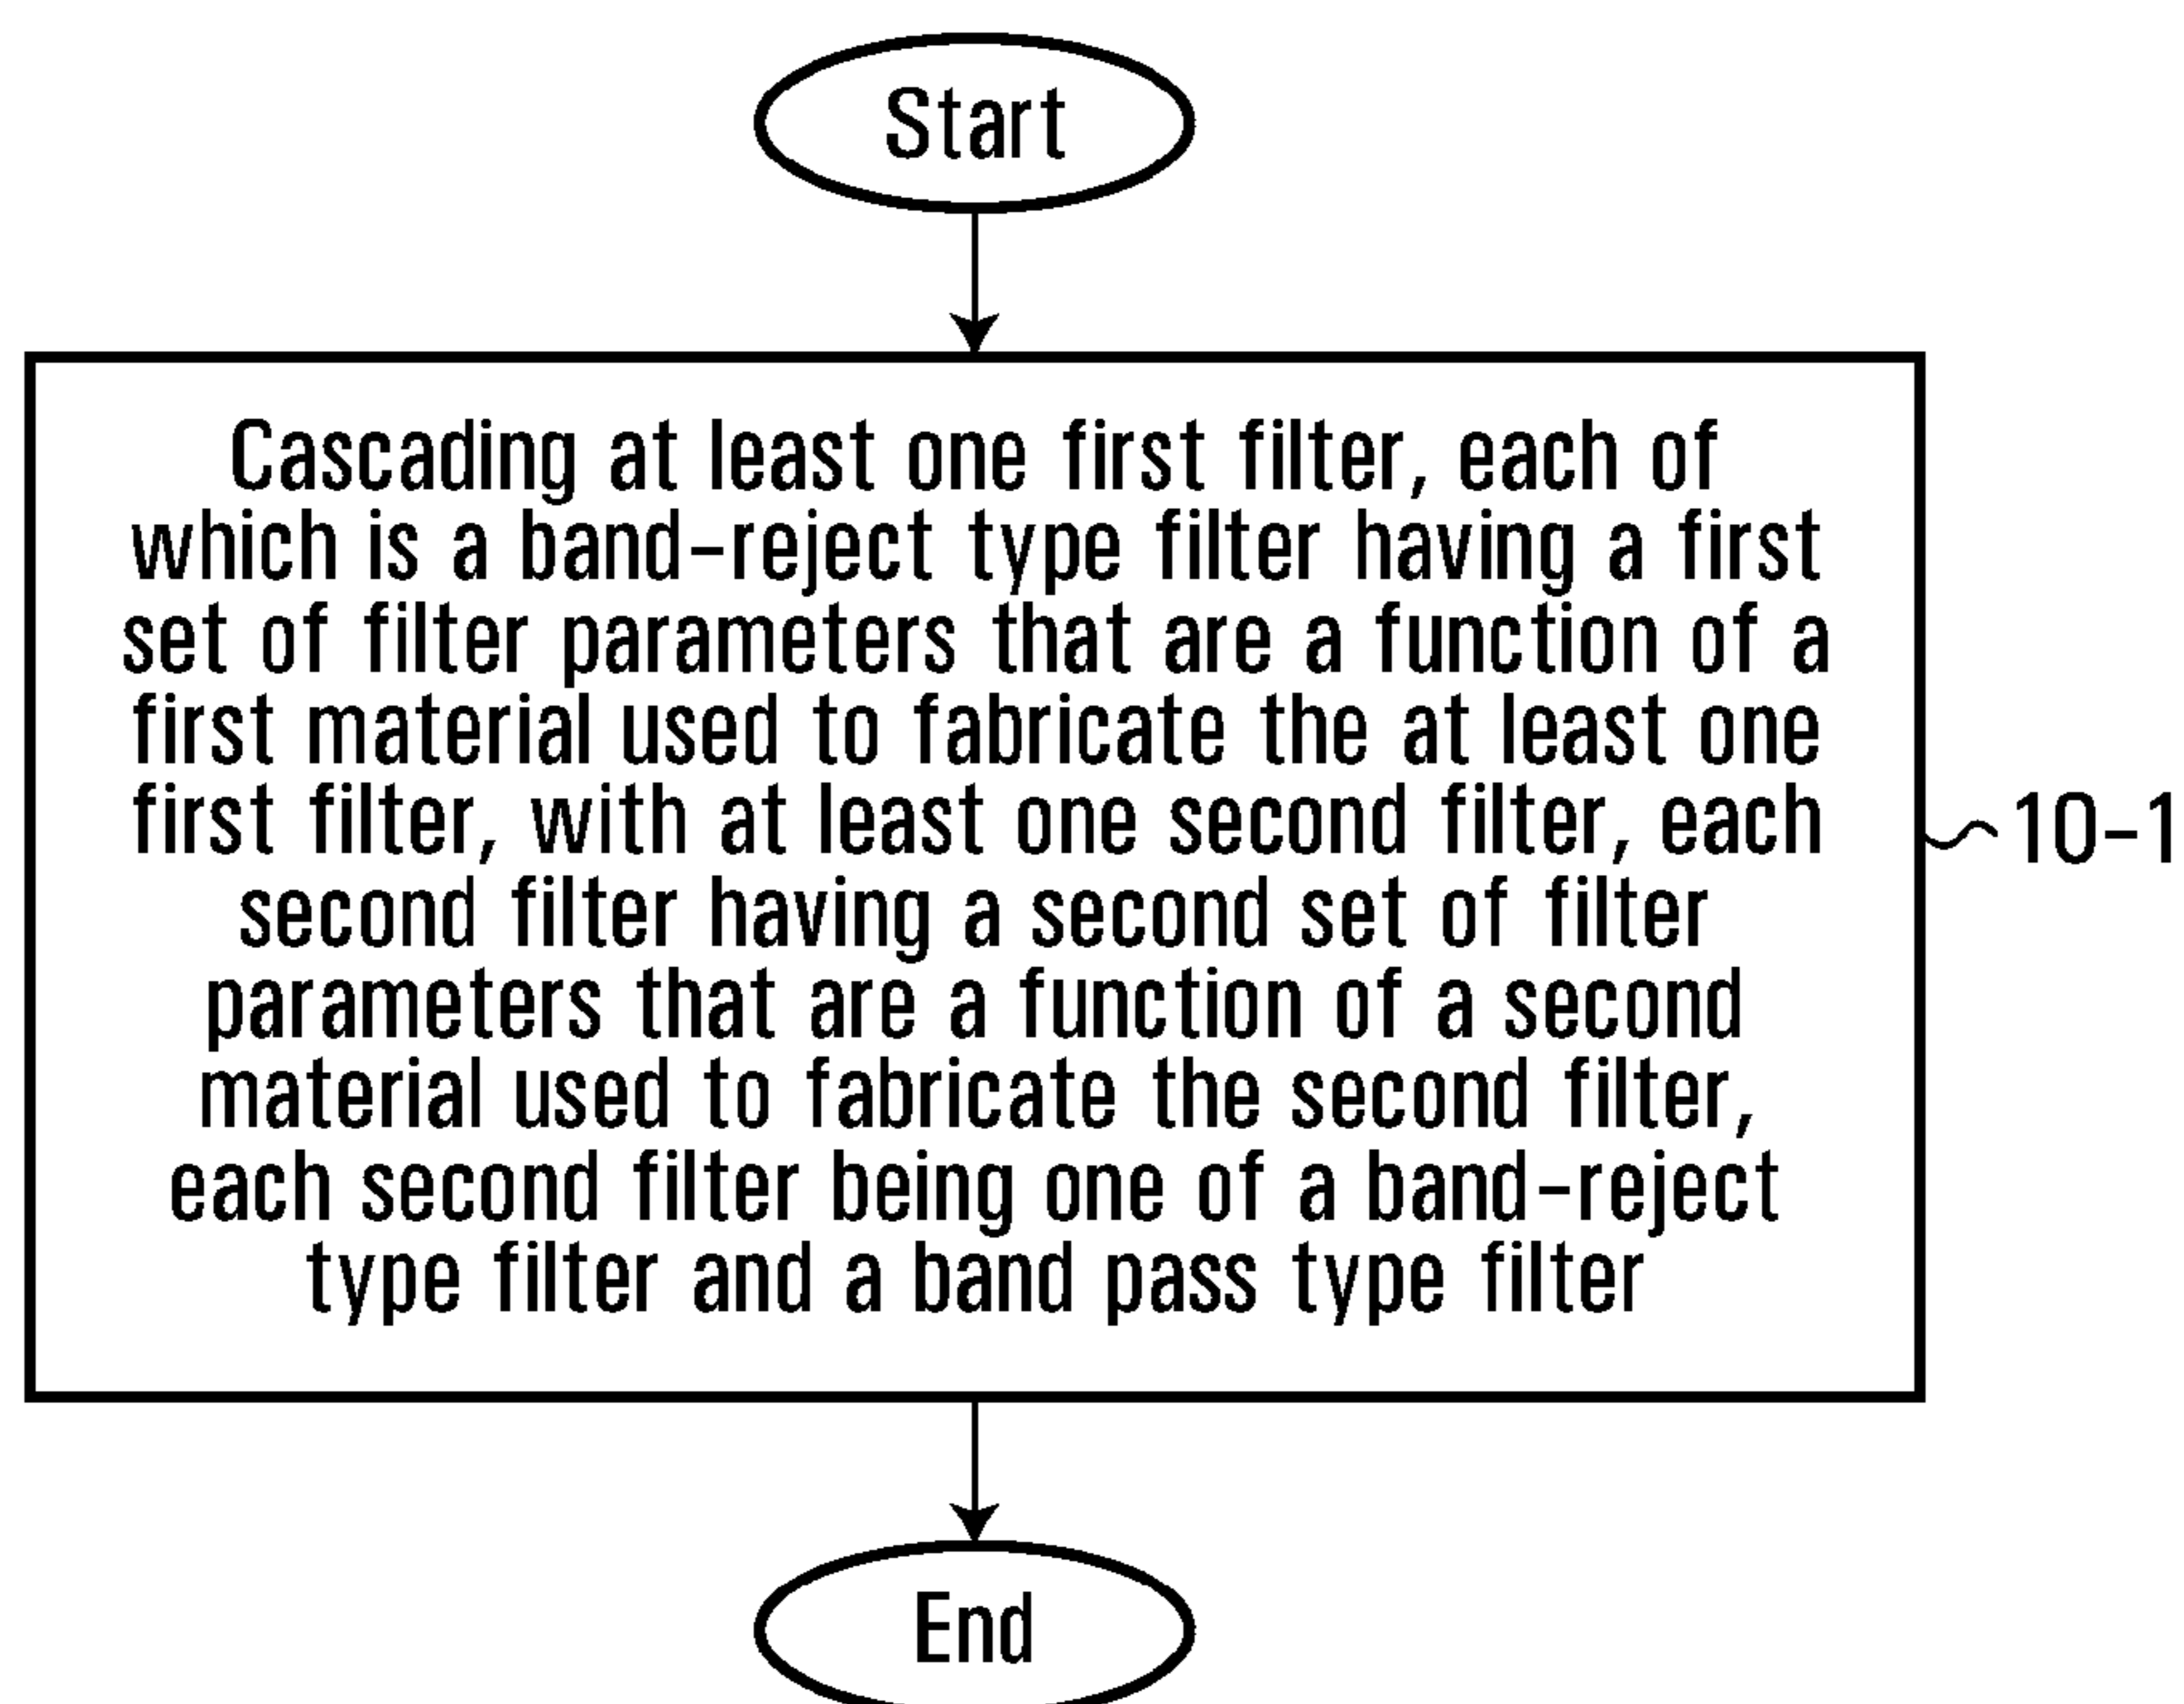 Start
Cascading at least one first filter, each of
which is a band-reject type filter having a first
set of filter parameters that are a function of a
first material used to fabricate the at least one
first filter, with at least one second filter, each
second filter having a second set of filter
parameters that are a function of a second
material used to fabricate the second filter,
each second filter being one of a band-reject
type filter and a band pass type filter
10-1
End